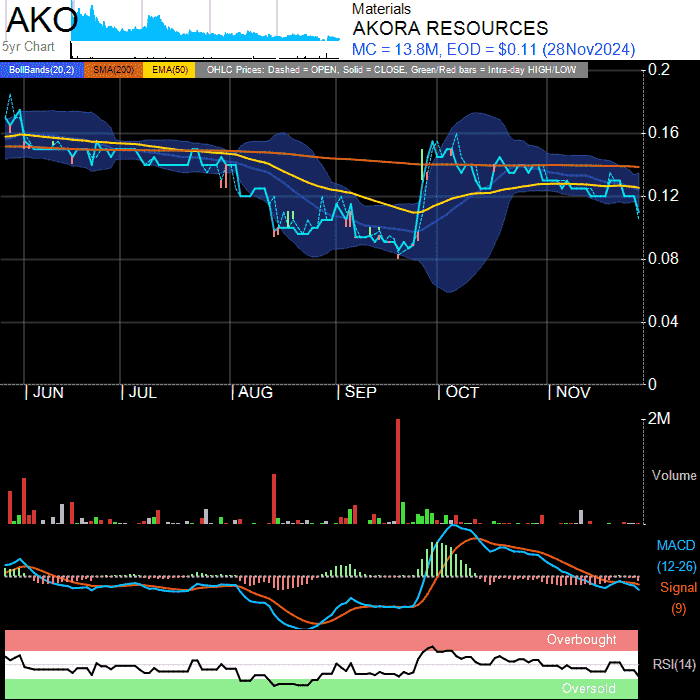 AKO
5yr Chart
Materials
AKORA RESOURCES
MC = 13.8M, EOD = $0.11 (28Nov2024)
BollBands(20,2) SMA(200) EMA(50) OHLC Prices: Dashed = OPEN, Solid = CLOSE, Green/Red bars = Intra-day HIGH/LOW
0.2
0.16
0.12
0.08
0.04
0
JUN JUL AUG SEP OCT NOV
2M
Volume
MACD
(12-26)
Signal
(9)
Overbought
RSI(14)
Oversold